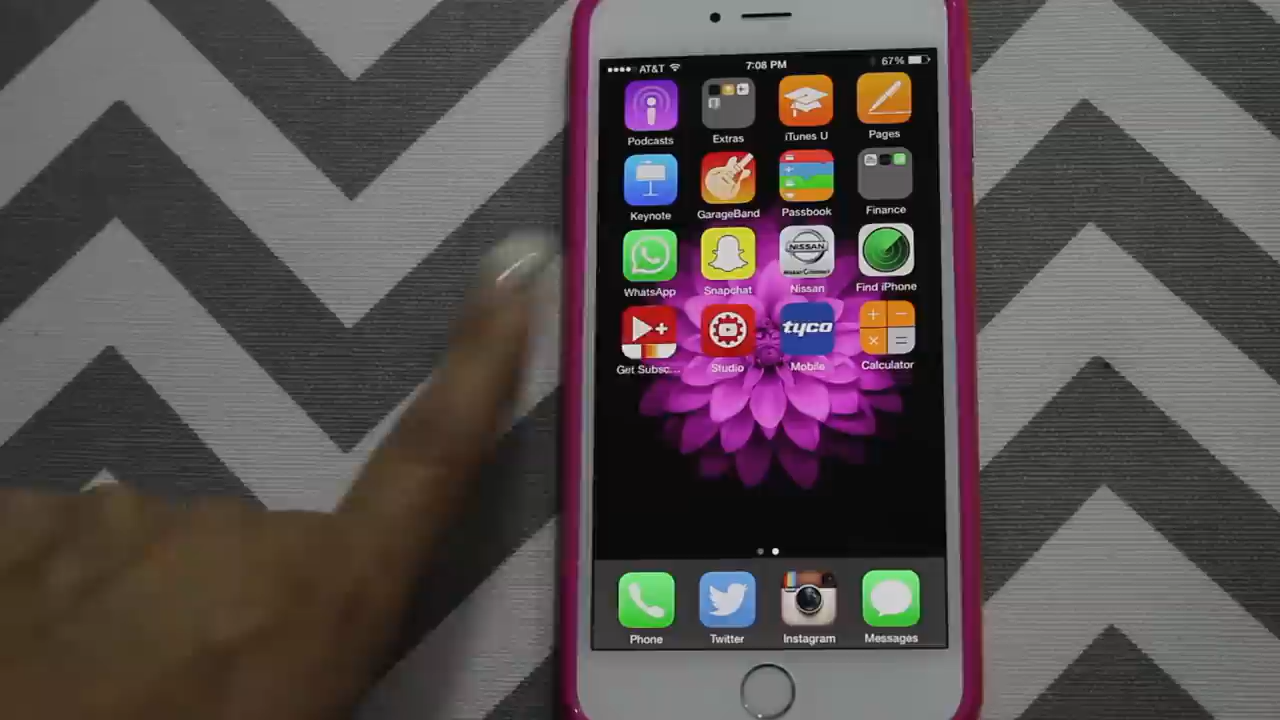 AT&T 7:08 PM 67%
Podcasts Extras iTunes U Pages
Keynote GarageBand Passbook Finance
NISSAN
WhatsApp Snapchat Nissan Find iPhone
tyco
Get Subsc... Studio Mobile Calculator
Phone Twitter Instagram Messages